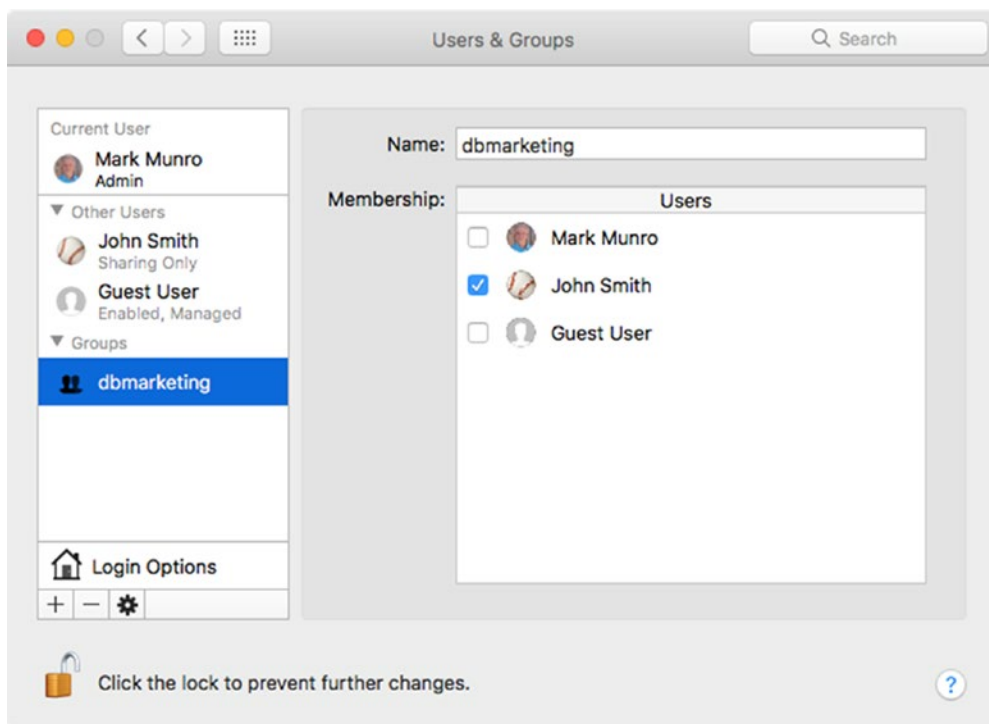 Users & Groups
Search
Current User
Mark Munro
Admin
Other Users
John Smith
Sharing Only
Guest User
Enabled, Managed
Groups
dbmarketing
Login Options
Name: dbmarketing
Membership:
Users
Mark Munro
John Smith
Guest User
Click the lock to prevent further changes.
?